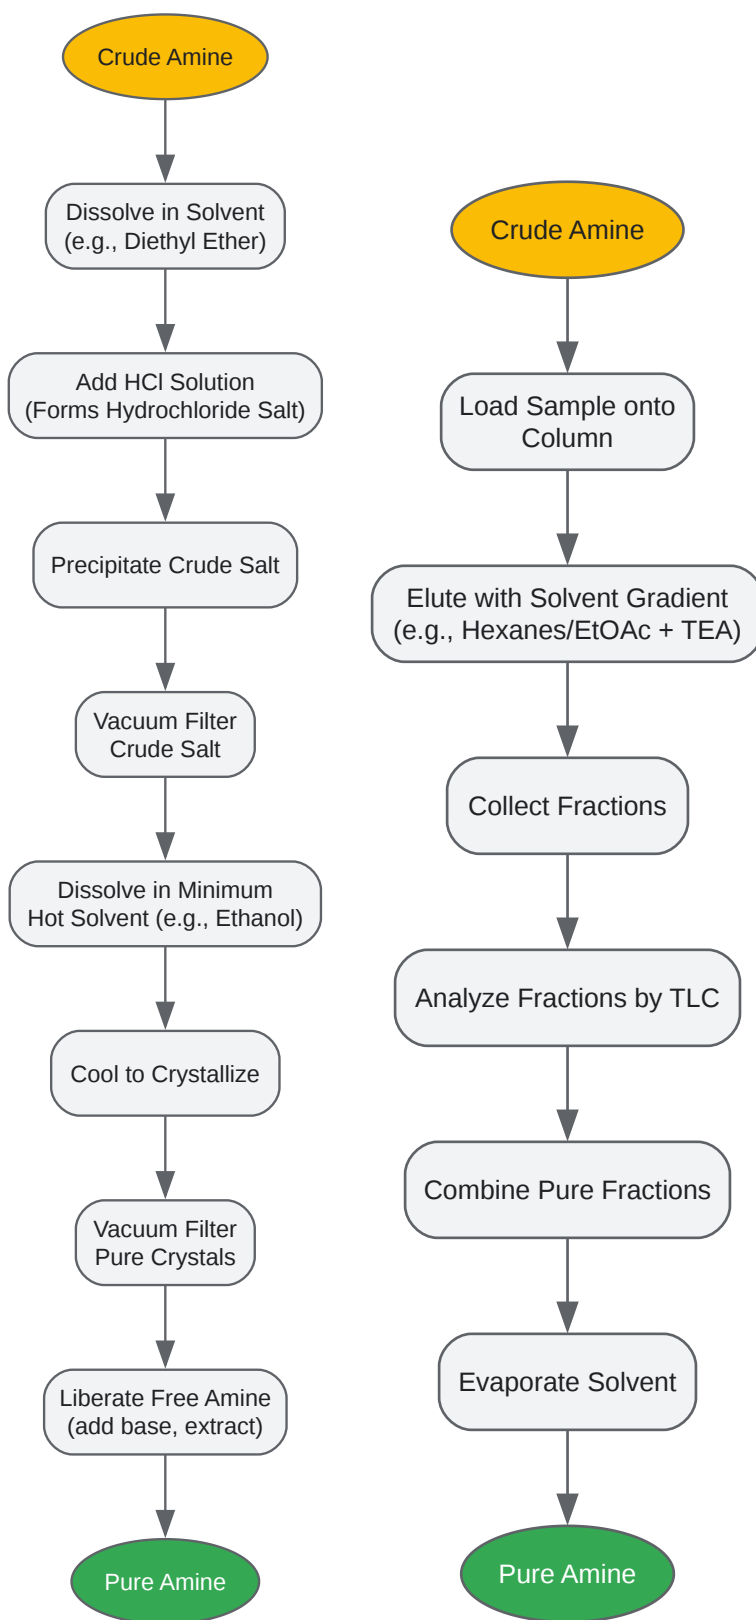 Crude Amine
Dissolve in Solvent
(e.g., Diethyl Ether)
Add HCl Solution
(Forms Hydrochloride Salt)
Precipitate Crude Salt
Vacuum Filter
Crude Salt
Dissolve in Minimum
Hot Solvent (e.g., Ethanol)
Cool to Crystallize
Vacuum Filter
Pure Crystals
Liberate Free Amine
(add base, extract)
Pure Amine
Crude Amine
Load Sample onto
Column
Elute with Solvent Gradient
(e.g., Hexanes/EtOAc + TEA)
Collect Fractions
Analyze Fractions by TLC
Combine Pure Fractions
Evaporate Solvent
Pure Amine